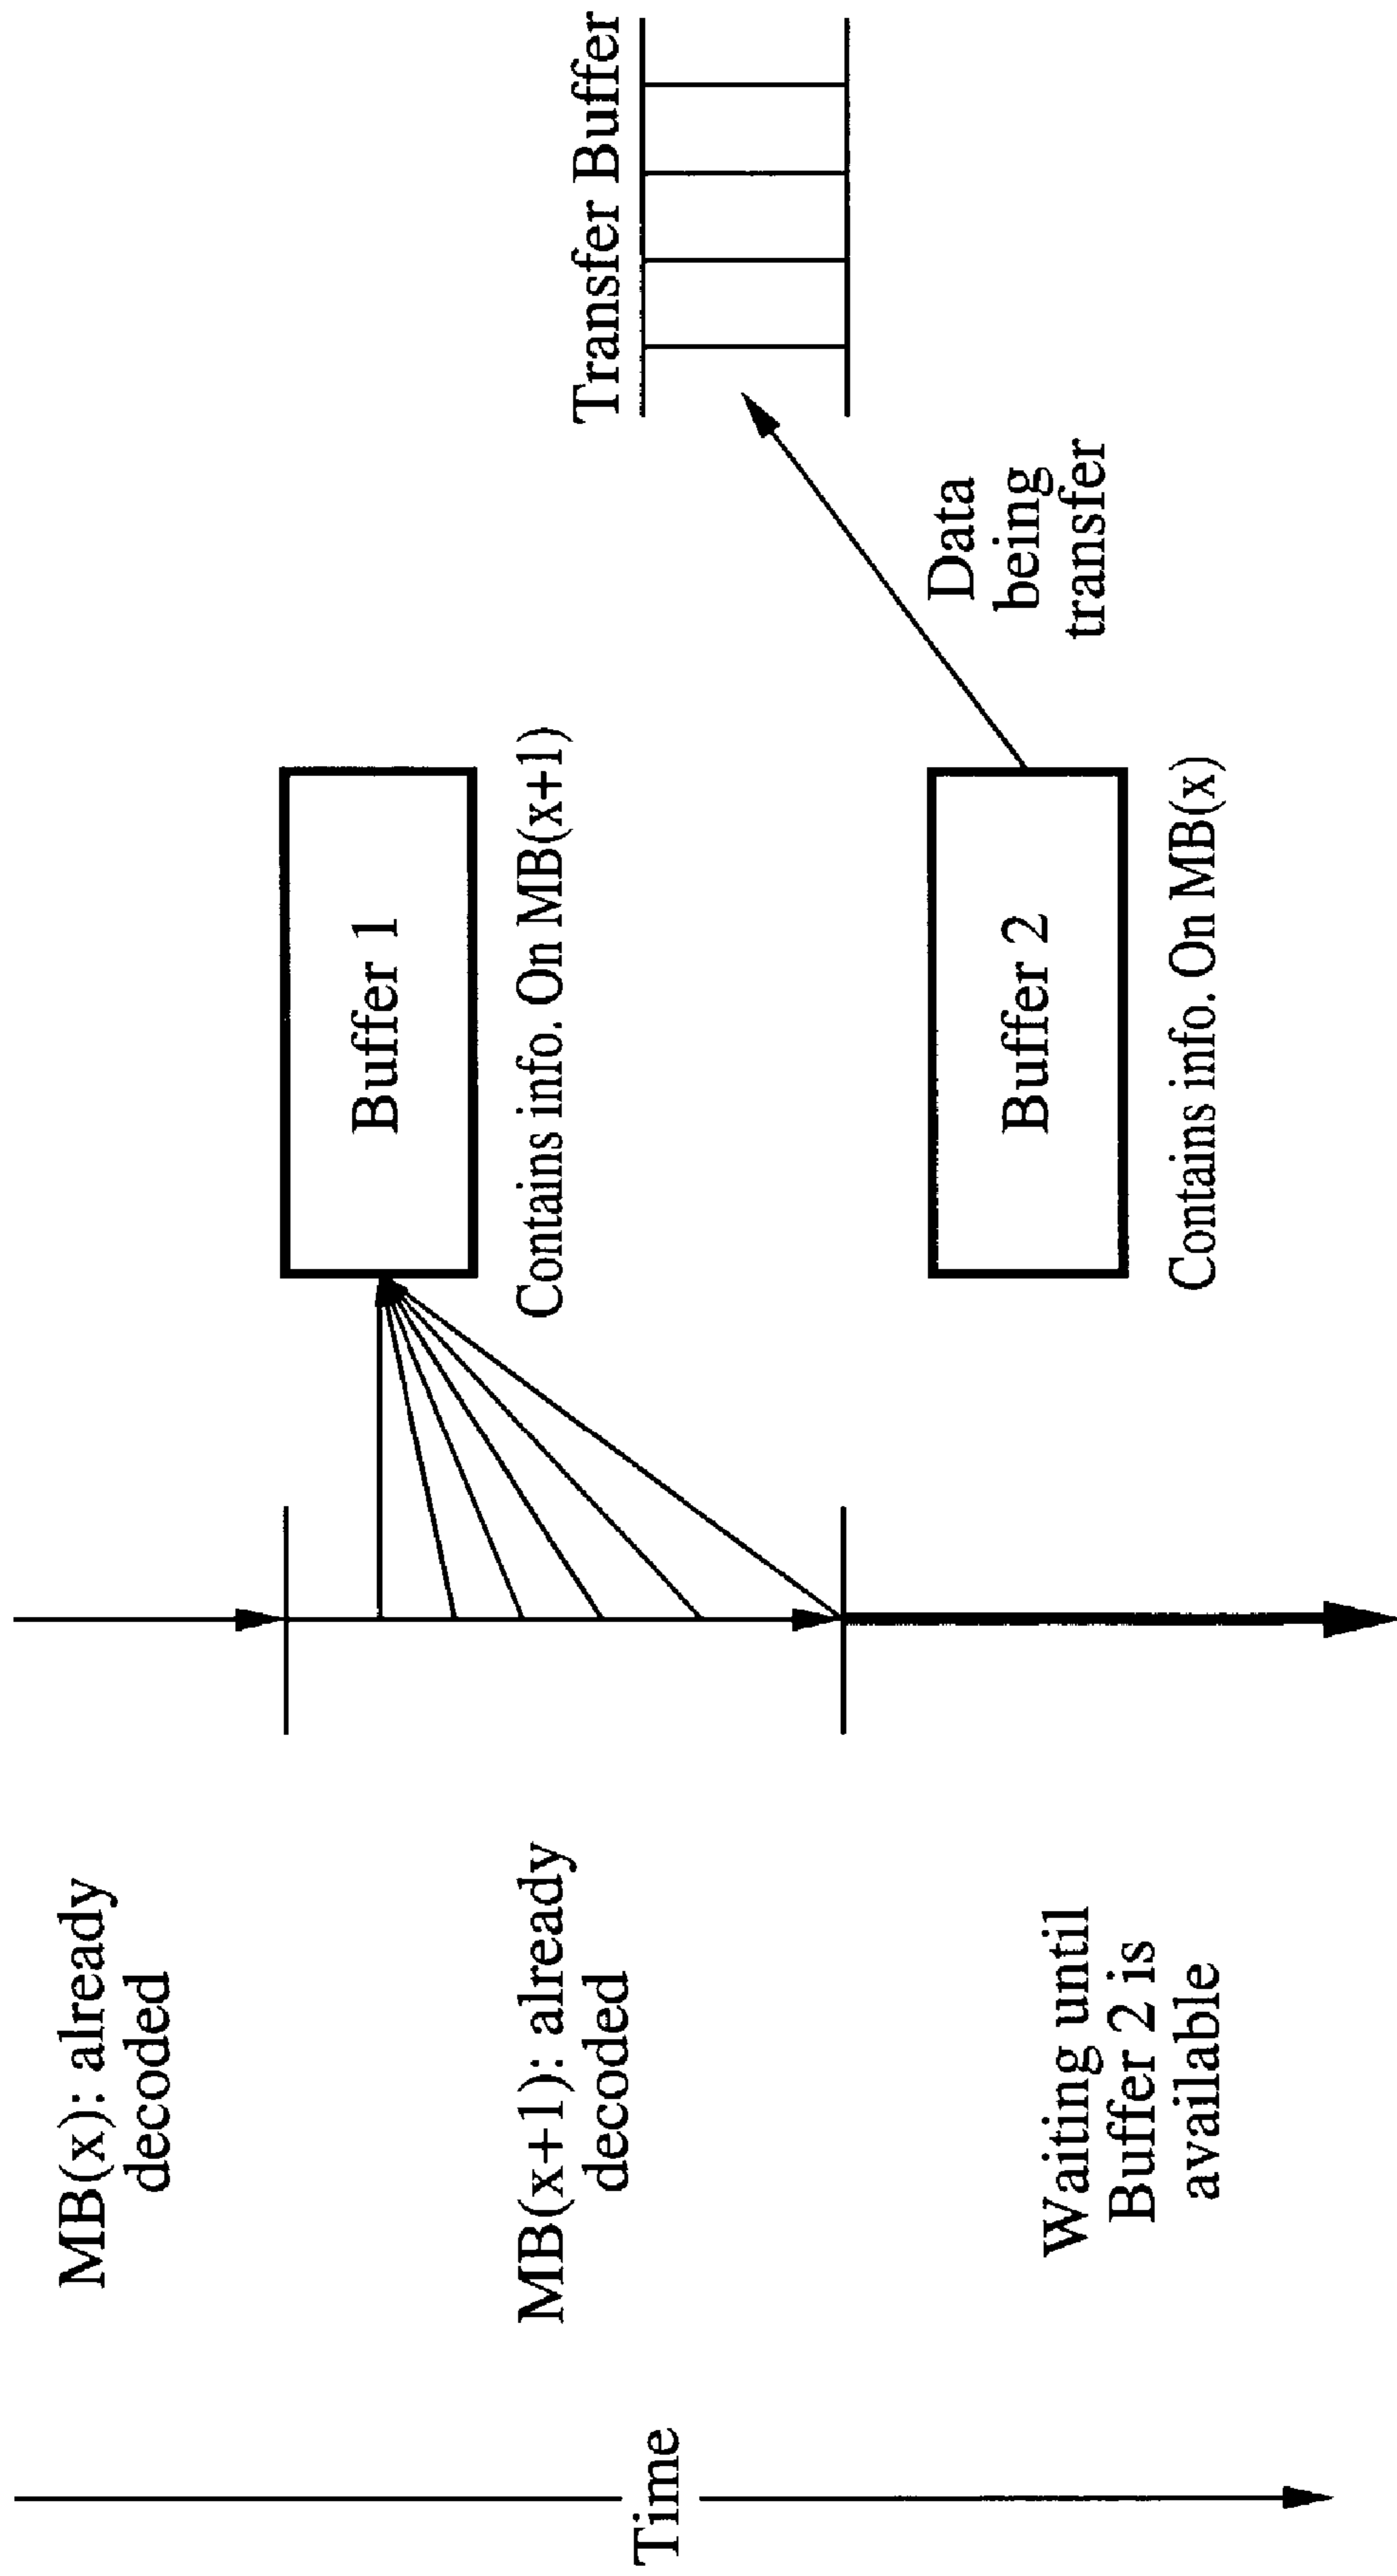 Time
MB(x): already
decoded
MB(x+1): already
decoded
Waiting until
Buffer 2 is
available
Buffer 1
Contains info. On MB(x+1)
Buffer 2
Contains info. On MB(x)
Data
being
transfer
Transfer Buffer